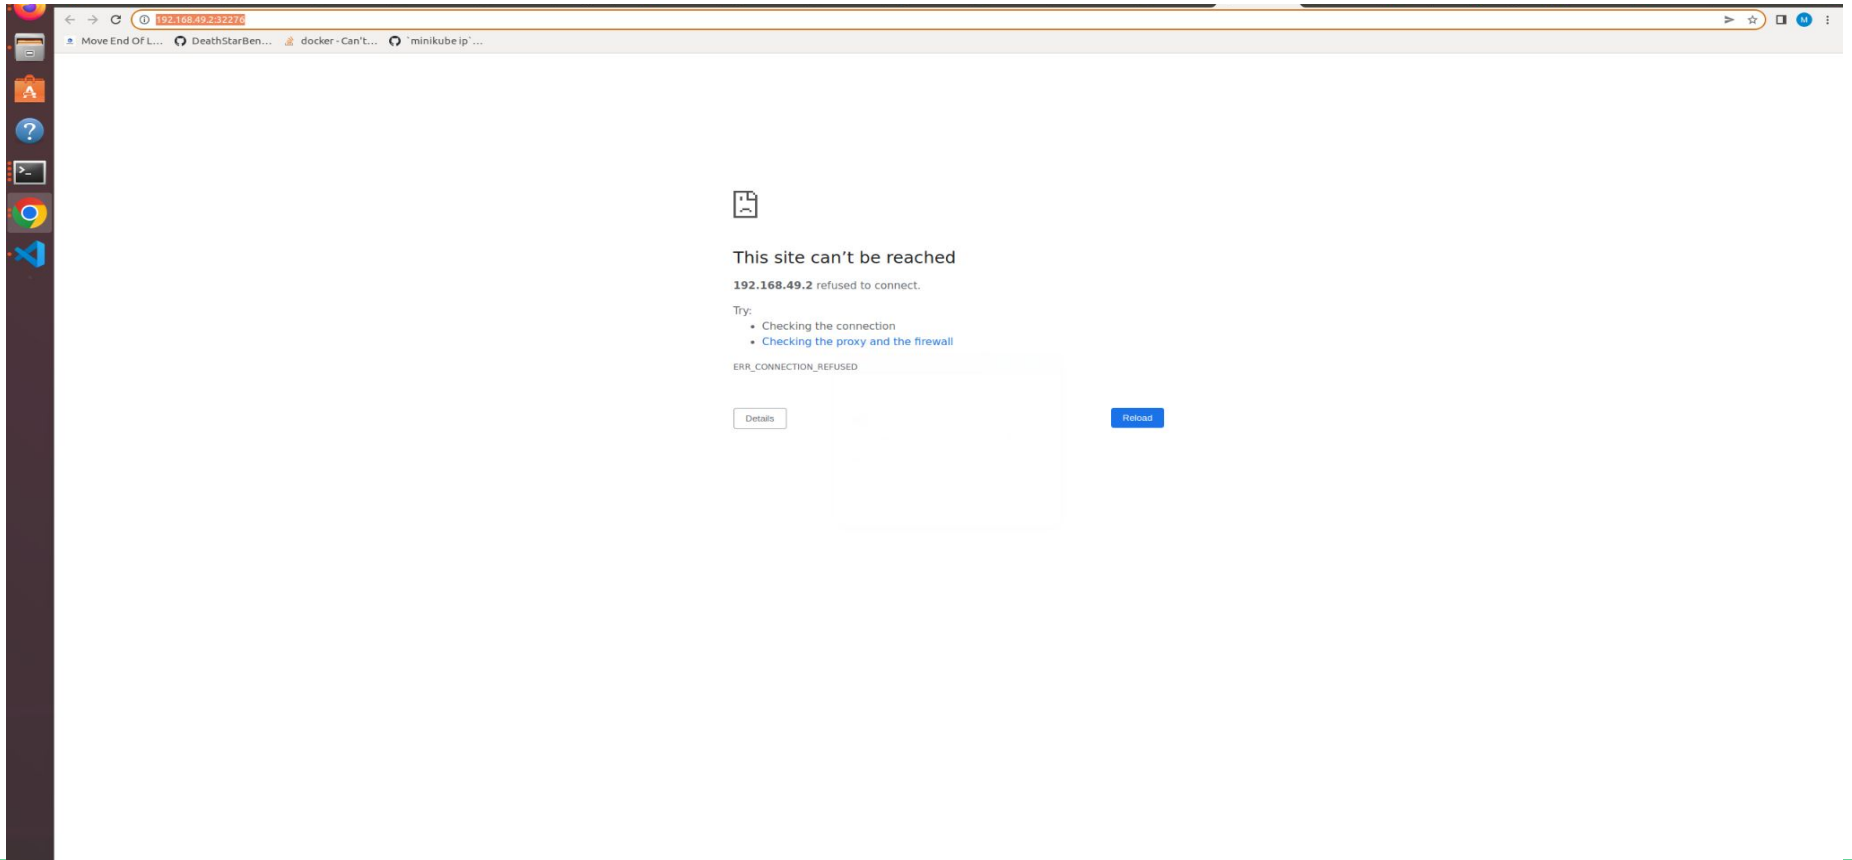 192.168.49.2:32276
M
Move End Of L... DeathStarBen... docker - Can't... `minikube ip` ...
This site can't be reached
192.168.49.2 refused to connect.
Try:
• Checking the connection
• Checking the proxy and the firewall
ERR_CONNECTION_REFUSED
Details Reload